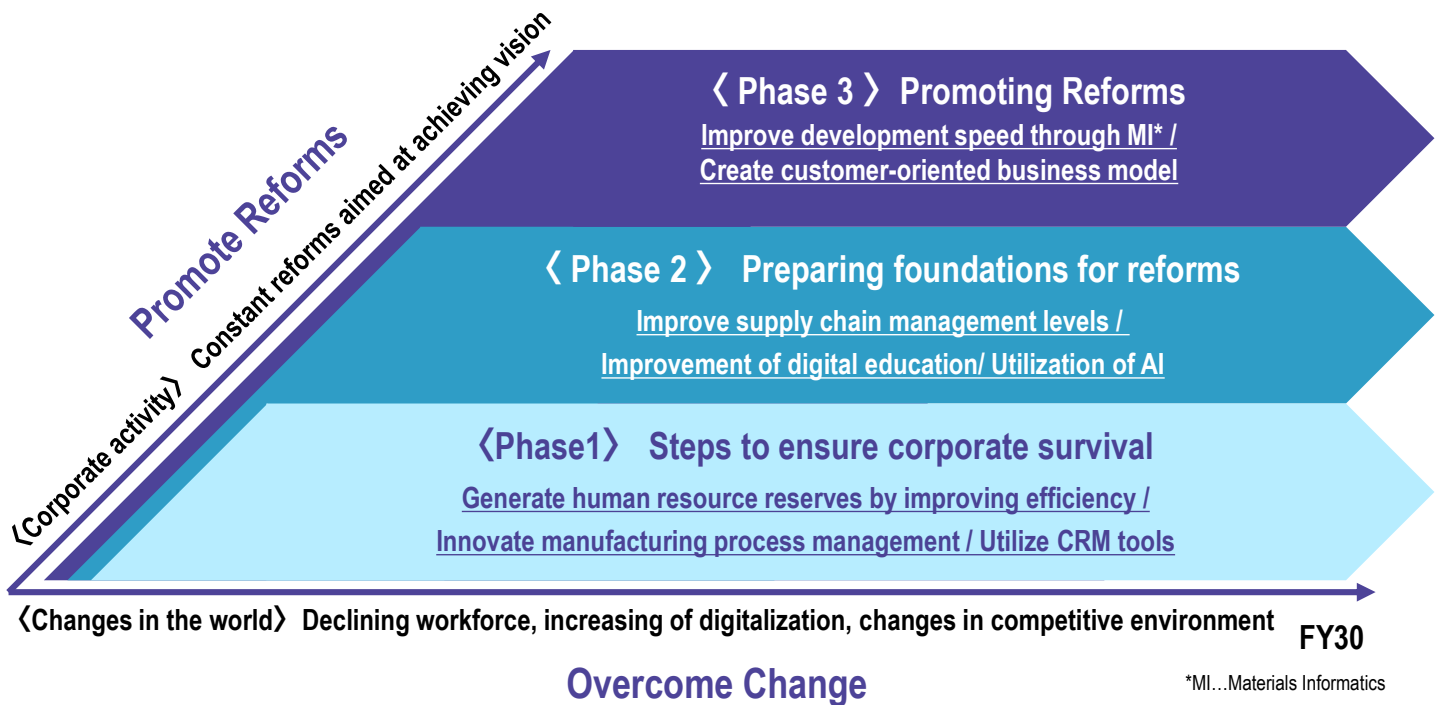 〈 Phase 3 〉 Promoting Reforms
Improve development speed through MI* /
Create customer-oriented business model
〈 Phase 2 〉 Preparing foundations for reforms
Improve supply chain management levels /
Improvement of digital education/ Utilization of AI
〈Phase1〉 Steps to ensure corporate survival
Generate human resource reserves by improving efficiency /
Innovate manufacturing process management / Utilize CRM tools
Promote Reforms
〈Corporate activity〉 Constant reforms aimed at achieving vision
〈Changes in the world〉 Declining workforce, increasing of digitalization, changes in competitive environment
FY30
Overcome Change
*MI…Materials Informatics